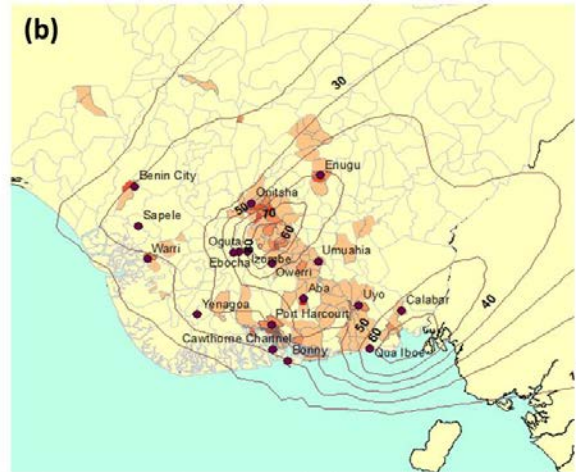 (b)
30
Enugu
Benin City
50
Onitsha
70
Sapele
60
Warri
Oguta
Izombe
Umuahia
Ebocha
Owerri
Aba
Uyo
Calabar
40
Yenagoa
Port Harcourt
50
Cawthorne Channel
60
Bonny
Qua Iboe